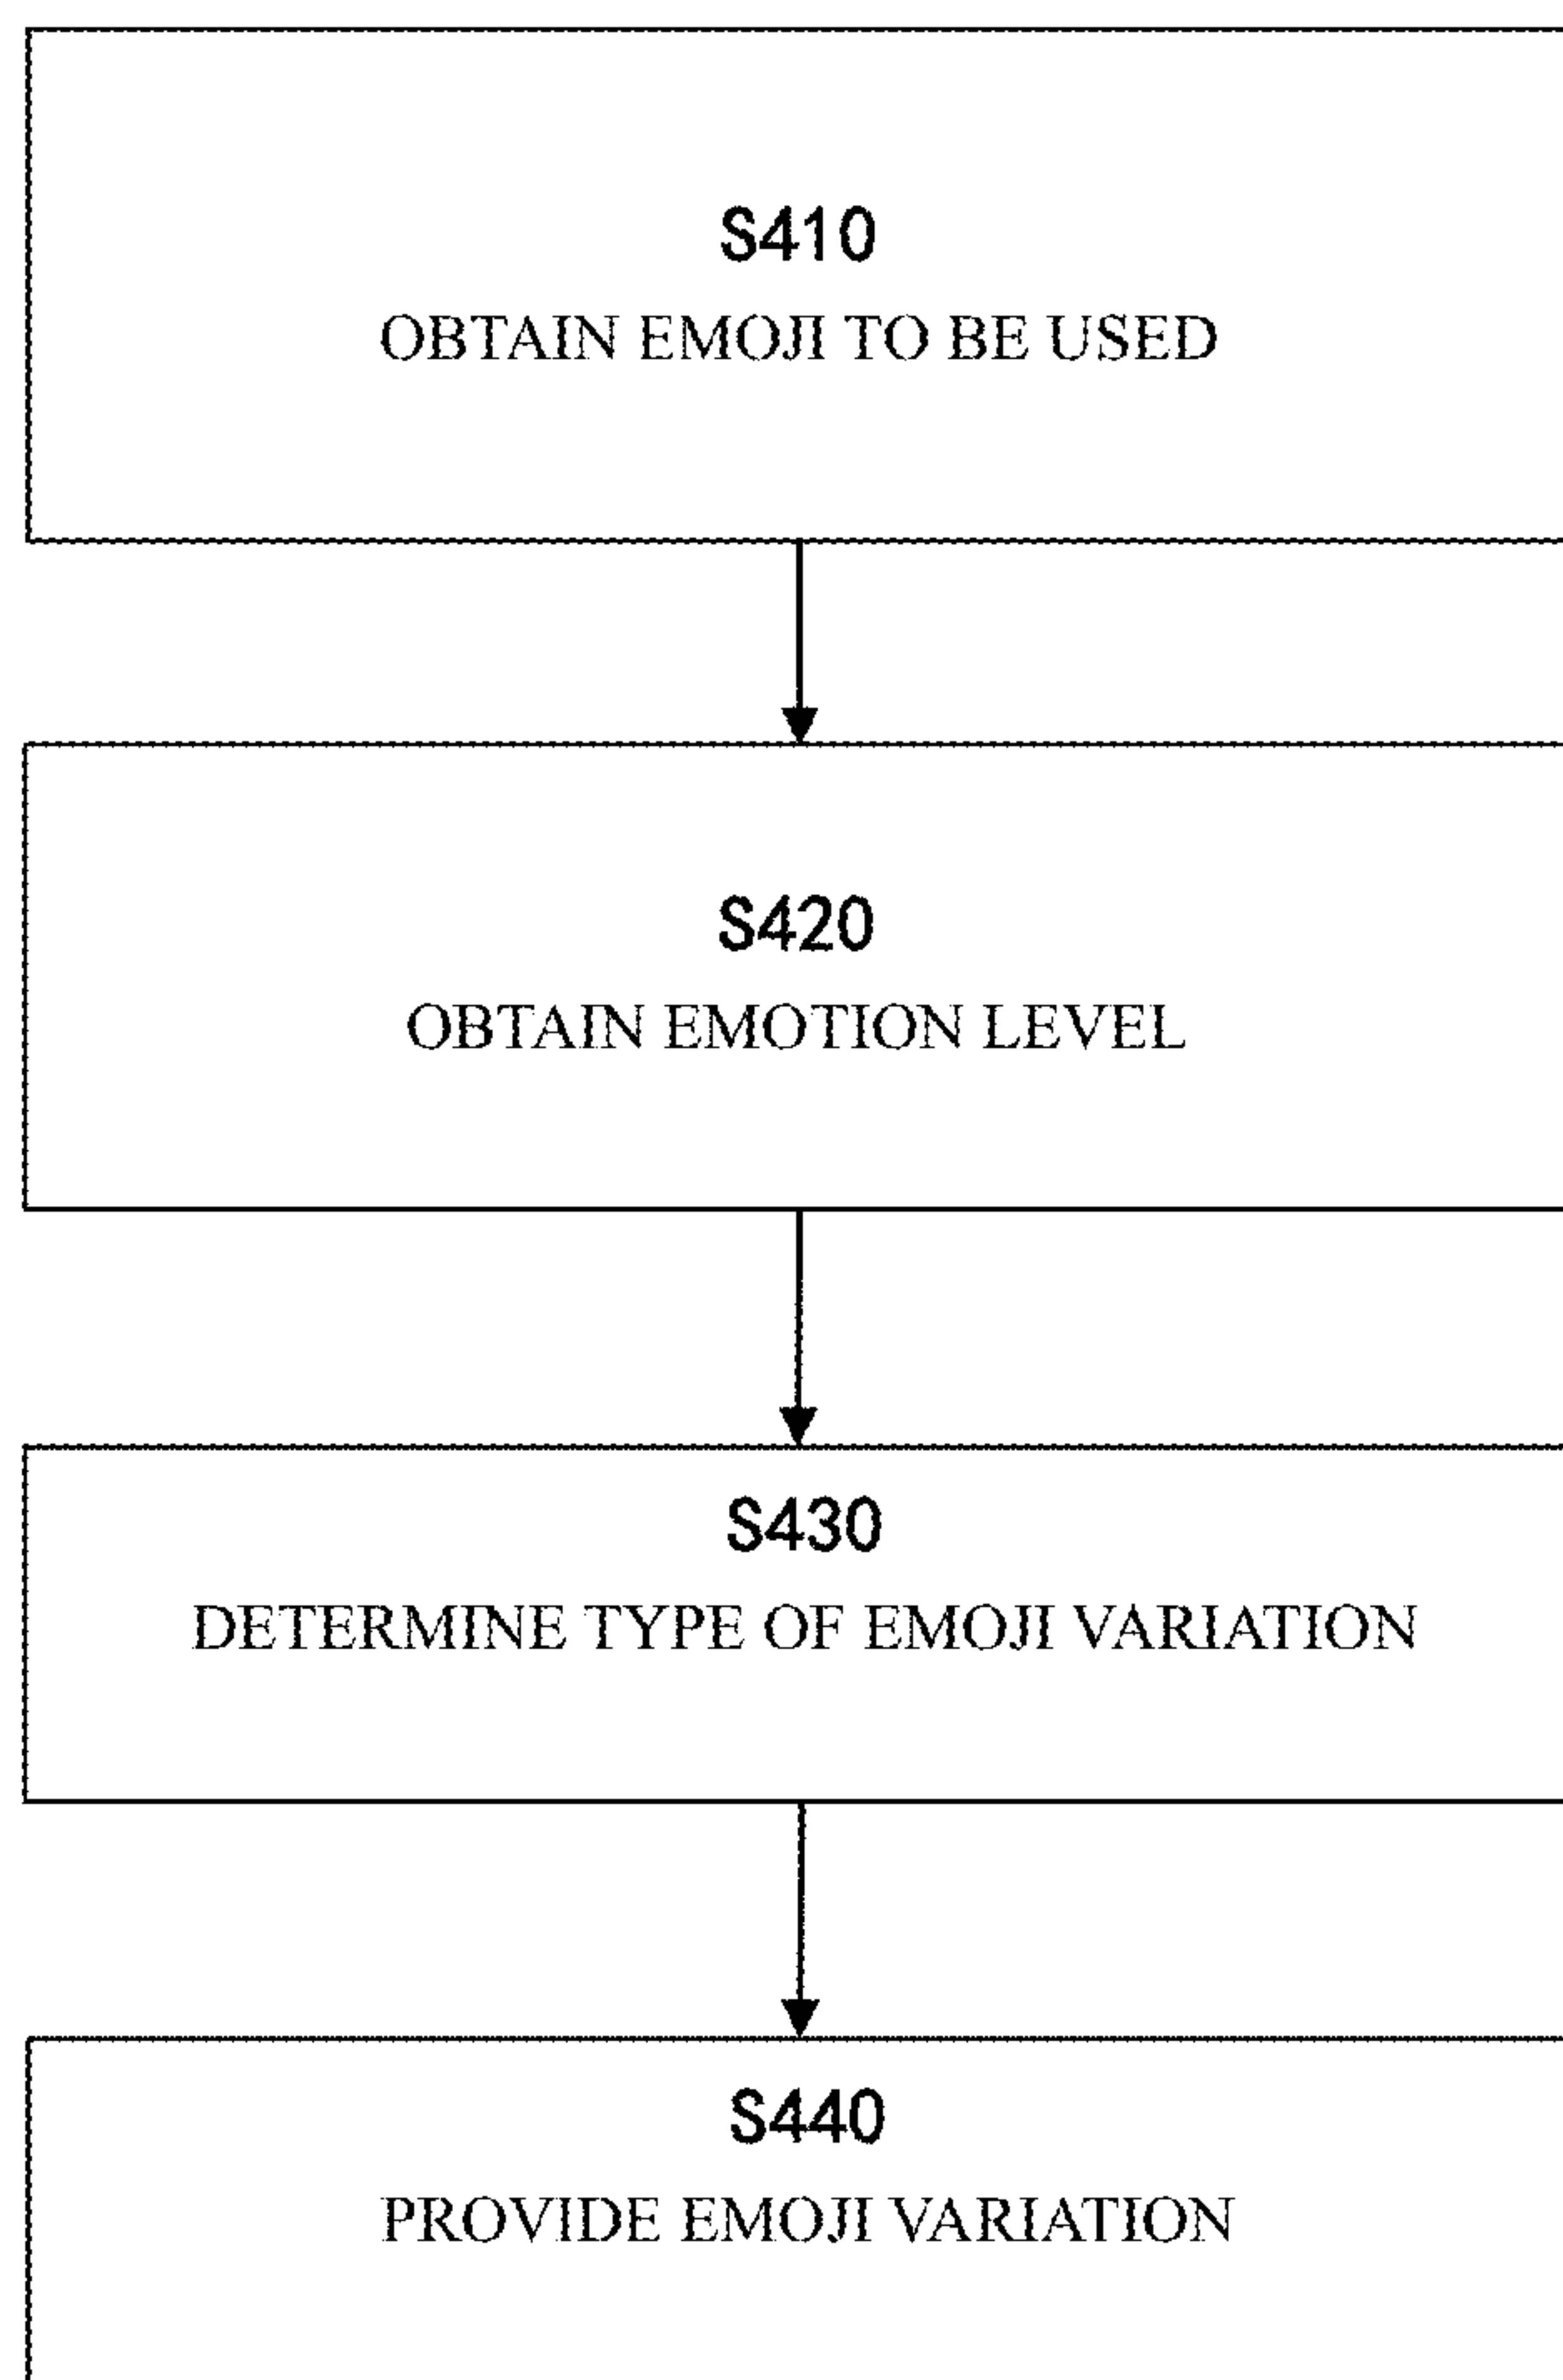 S410
OBTAIN EMOJI TO BE USED
S420
OBTAIN EMOTION LEVEL
S430
DETERMINE TYPE OF EMOJI VARIATION
S440
PROVIDE EMOJI VARIATION